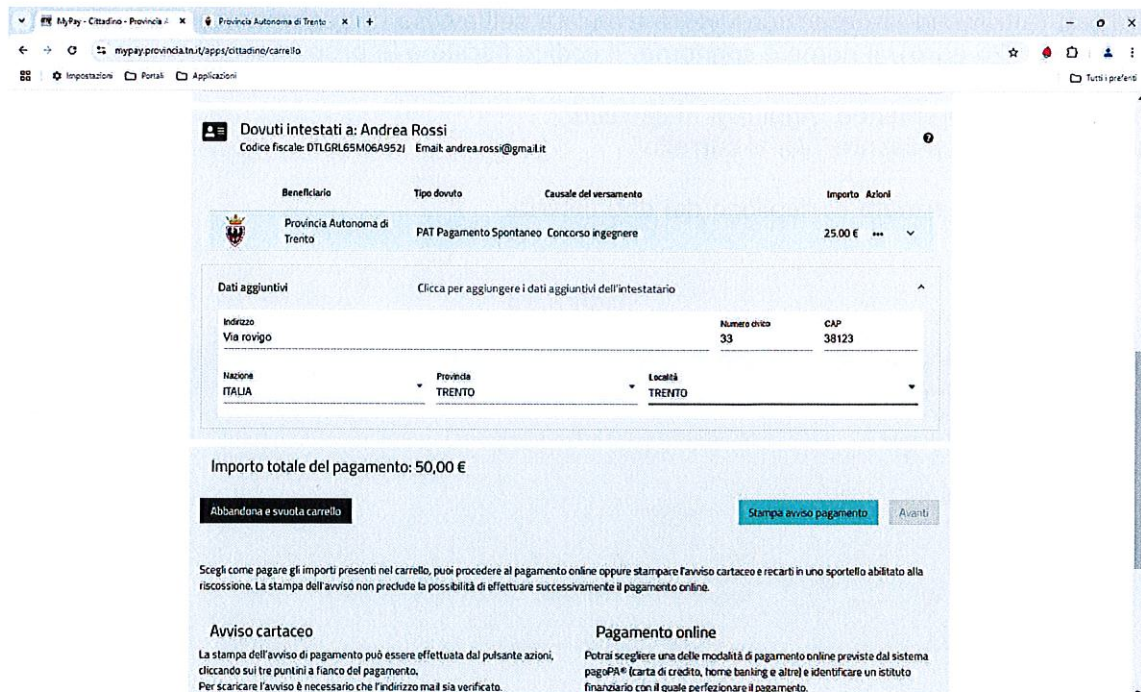 MyPay - Cittadino - Provincia A
Provincia Autonoma di Trento
mypay.provincia.tn.it/apps/cittadino/carrello
Impostazioni Portali Applicazioni Tutti i preferiti
Dovuti intestati a: Andrea Rossi
Codice fiscale: DTLGRL65M06A952J Email: andrea.rossi@gmail.it
Beneficiario Tipo dovuto Causale del versamento Importo Azioni
Provincia Autonoma di
Trento
PAT Pagamento Spontaneo Concorso ingegnere 25.00 € •••
Dati aggiuntivi Clicca per aggiungere i dati aggiuntivi dell'intestatario
Indirizzo Numero civico CAP
Via rovigo 33 38123
Nazione Provincia Località
ITALIA TRENTO TRENTO
Importo totale del pagamento: 50,00 €
Abbandona e svuota carrello Stampa avviso pagamento Avanti
Scegli come pagare gli importi presenti nel carrello, puoi procedere al pagamento online oppure stampare l'avviso cartaceo e recarti in uno sportello abilitato alla
riscossione. La stampa dell'avviso non preclude la possibilità di effettuare successivamente il pagamento online.
Avviso cartaceo
La stampa dell'avviso di pagamento può essere effettuata dal pulsante azioni,
cliccando sui tre puntini a fianco del pagamento.
Per scaricare l'avviso è necessario che l'indirizzo mail sia verificato.
Pagamento online
Potrai scegliere una delle modalità di pagamento online previste dal sistema
pagoPA® (carta di credito, home banking e altre) e identificare un istituto
finanziario con il quale perfezionare il pagamento.